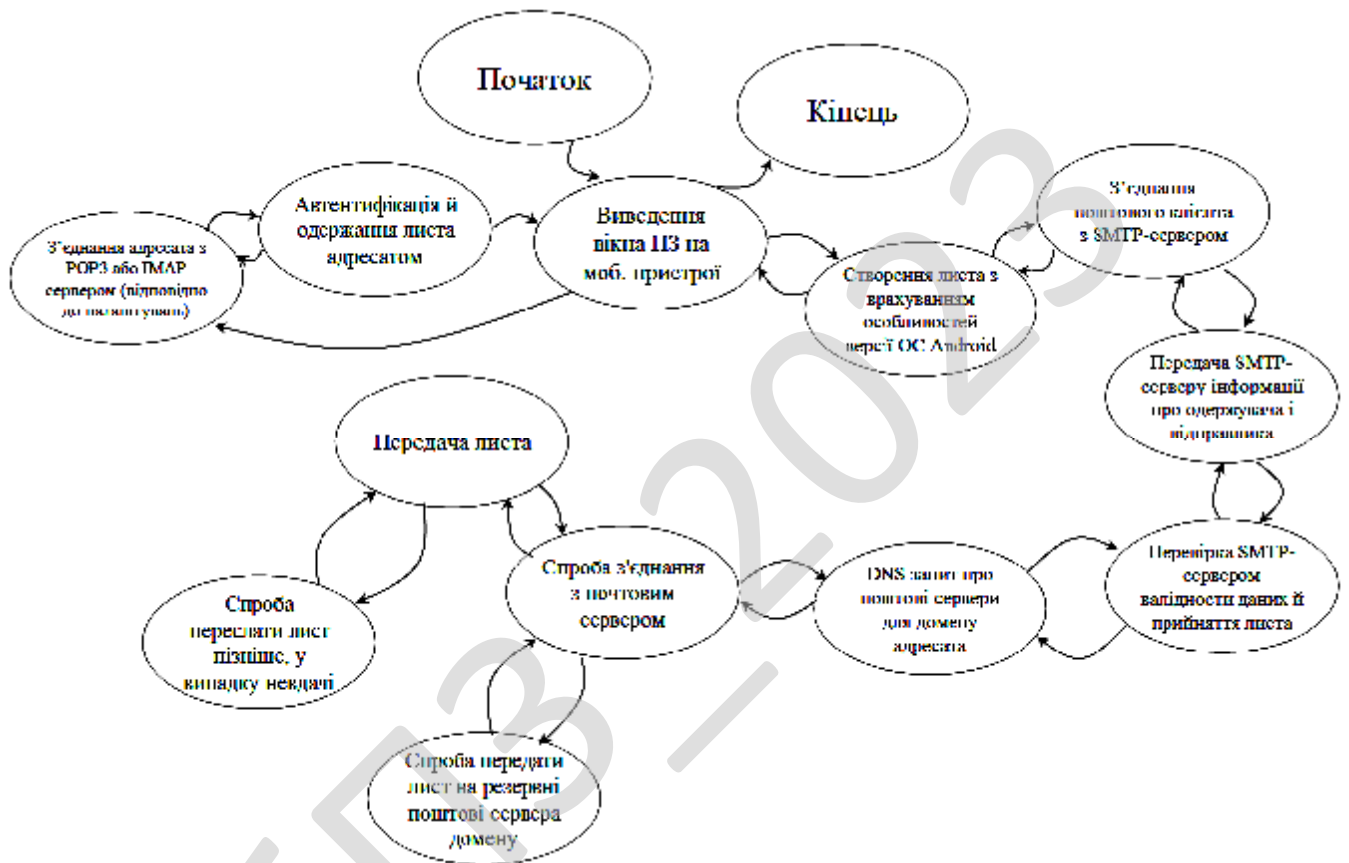 Початок
Кінець
Автентифікація й
одержання листа
адресатом
Виведення
вікна ПЗ на
моб. пристрої
З'єднання
поштового клієнта
з SMTP-сервером
З'єднання адресата з
POP3 або IMAP
сервером (відповідно
до налаштувань)
Створення листа з
врахуванням
особливостей
версії ОС Android
Передача SMTP-
серверу інформації
про одержувача і
відправника
Передача листа
Спроба з'єднання
з почтовим
сервером
DNS запит про
поштові сервери
для домену
адресата
Перевірка SMTP-
сервером
валідности даних й
прийняття листа
Спроба
переслати лист
пізніше, у
випадку невдачі
Спроба передати
лист на резервні
поштові сервера
домену
ПЗ_2023